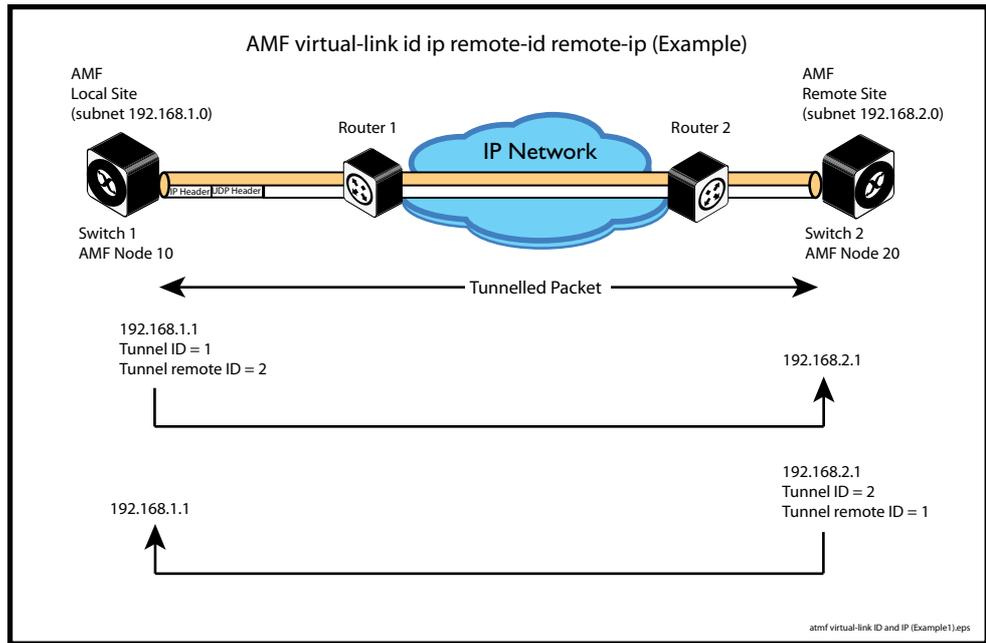 AMF virtual-link id ip remote-id remote-ip (Example)
AMF
Local Site
(subnet 192.168.1.0)
AMF
Remote Site
(subnet 192.168.2.0)
Router 1
Router 2
IP Network
IP Header
UDP Header
Switch 1
AMF Node 10
Switch 2
AMF Node 20
Tunnelled Packet
192.168.1.1
Tunnel ID = 1
Tunnel remote ID = 2
192.168.2.1
192.168.2.1
Tunnel ID = 2
Tunnel remote ID = 1
192.168.1.1
atmf virtual-link ID and IP (Example1).eps